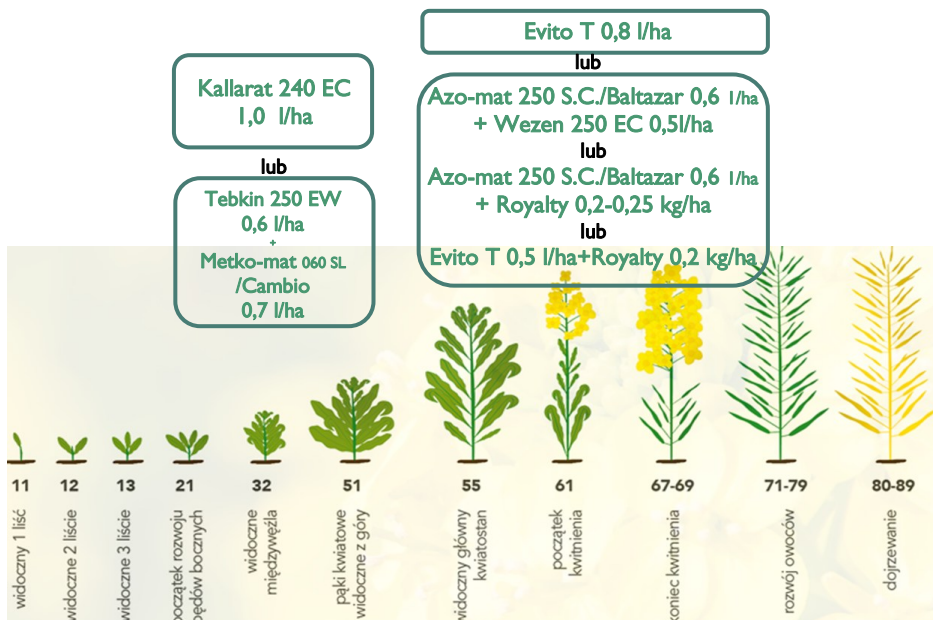 Evito T 0,8 l/ha
lub
Kallarat 240 EC
1,0 l/ha
lub
Tebkin 250 EW
0,6 l/ha
+
Metko-mat 060 SL
/Cambio
0,7 l/ha
Azo-mat 250 S.C./Baltazar 0,6 l/ha
+ Wezen 250 EC 0,5l/ha
lub
Azo-mat 250 S.C./Baltazar 0,6 l/ha
+ Royalty 0,2-0,25 kg/ha
lub
Evito T 0,5 l/ha+Royalty 0,2 kg/ha
11
12
13
21
32
51
55
61
67-69
71-79
80-89
widoczny 1 liść
widoczne 2 liście
widoczne 3 liście
początek rozwoju
pędów bocznych
widoczne
międzywęźla
pąki kwiatowe
widoczne z góry
widoczny główny
kwiatostan
początek
kwitnienia
koniec kwitnienia
rozwój owoców
dojrzewanie